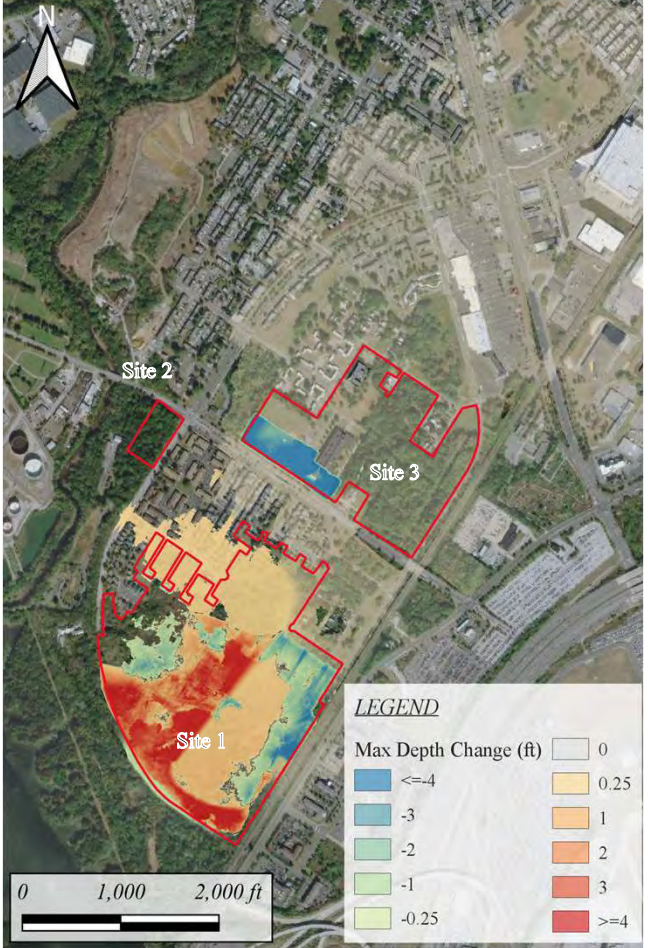 N
Site 2
Site 3
Site 1
LEGEND
Max Depth Change (ft)
<=-4
-3
-2
-1
-0.25
0
0.25
1
2
3
>=4
0 1,000 2,000 ft